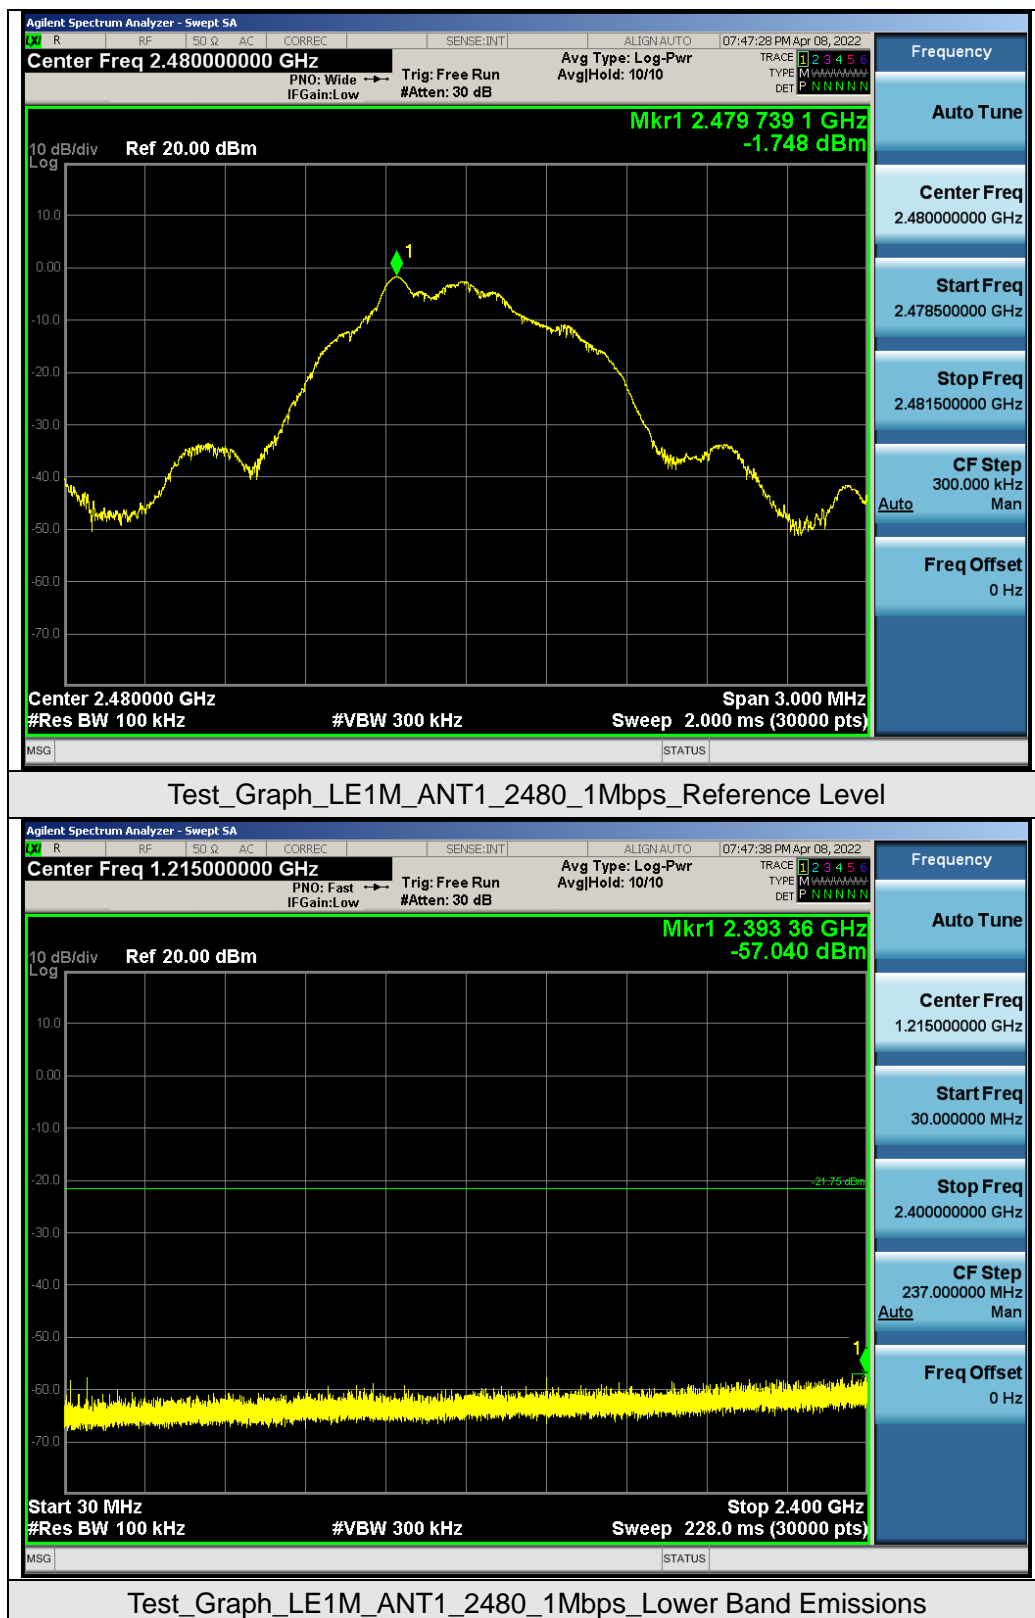 Agilent Spectrum Analyzer - Swept SA
LXI R RF 50 Ω AC CORREC SENSE:INT ALIGN AUTO 07:47:28 PM Apr 08, 2022
Center Freq 2.480000000 GHz
PNO: Wide
IFGain:Low
Trig: Free Run
#Atten: 30 dB
Avg Type: Log-Pwr
Avg|Hold: 10/10
TRACE 1 2 3 4 5 6
TYPE M
DET P N N N N N
Mkr1 2.479 739 1 GHz
-1.748 dBm
10 dB/div Ref 20.00 dBm
Log
10.0
0.00
-10.0
-20.0
-30.0
-40.0
-50.0
-60.0
-70.0
1
Center 2.480000 GHz Span 3.000 MHz
#Res BW 100 kHz #VBW 300 kHz Sweep 2.000 ms (30000 pts)
MSG STATUS
Frequency
Auto Tune
Center Freq
2.480000000 GHz
Start Freq
2.478500000 GHz
Stop Freq
2.481500000 GHz
CF Step
300.000 kHz
Auto Man
Freq Offset
0 Hz
Test_Graph_LE1M_ANT1_2480_1Mbps_Reference Level
Agilent Spectrum Analyzer - Swept SA
LXI R RF 50 Ω AC CORREC SENSE:INT ALIGN AUTO 07:47:38 PM Apr 08, 2022
Center Freq 1.215000000 GHz
PNO: Fast
IFGain:Low
Trig: Free Run
#Atten: 30 dB
Avg Type: Log-Pwr
Avg|Hold: 10/10
TRACE 1 2 3 4 5 6
TYPE M
DET P N N N N N
Mkr1 2.393 36 GHz
-57.040 dBm
10 dB/div Ref 20.00 dBm
Log
10.0
0.00
-10.0
-20.0
-30.0
-40.0
-50.0
-60.0
-70.0
-21.75 dBm
1
Start 30 MHz Stop 2.400 GHz
#Res BW 100 kHz #VBW 300 kHz Sweep 228.0 ms (30000 pts)
MSG STATUS
Frequency
Auto Tune
Center Freq
1.215000000 GHz
Start Freq
30.000000 MHz
Stop Freq
2.400000000 GHz
CF Step
237.000000 MHz
Auto Man
Freq Offset
0 Hz
Test_Graph_LE1M_ANT1_2480_1Mbps_Lower Band Emissions